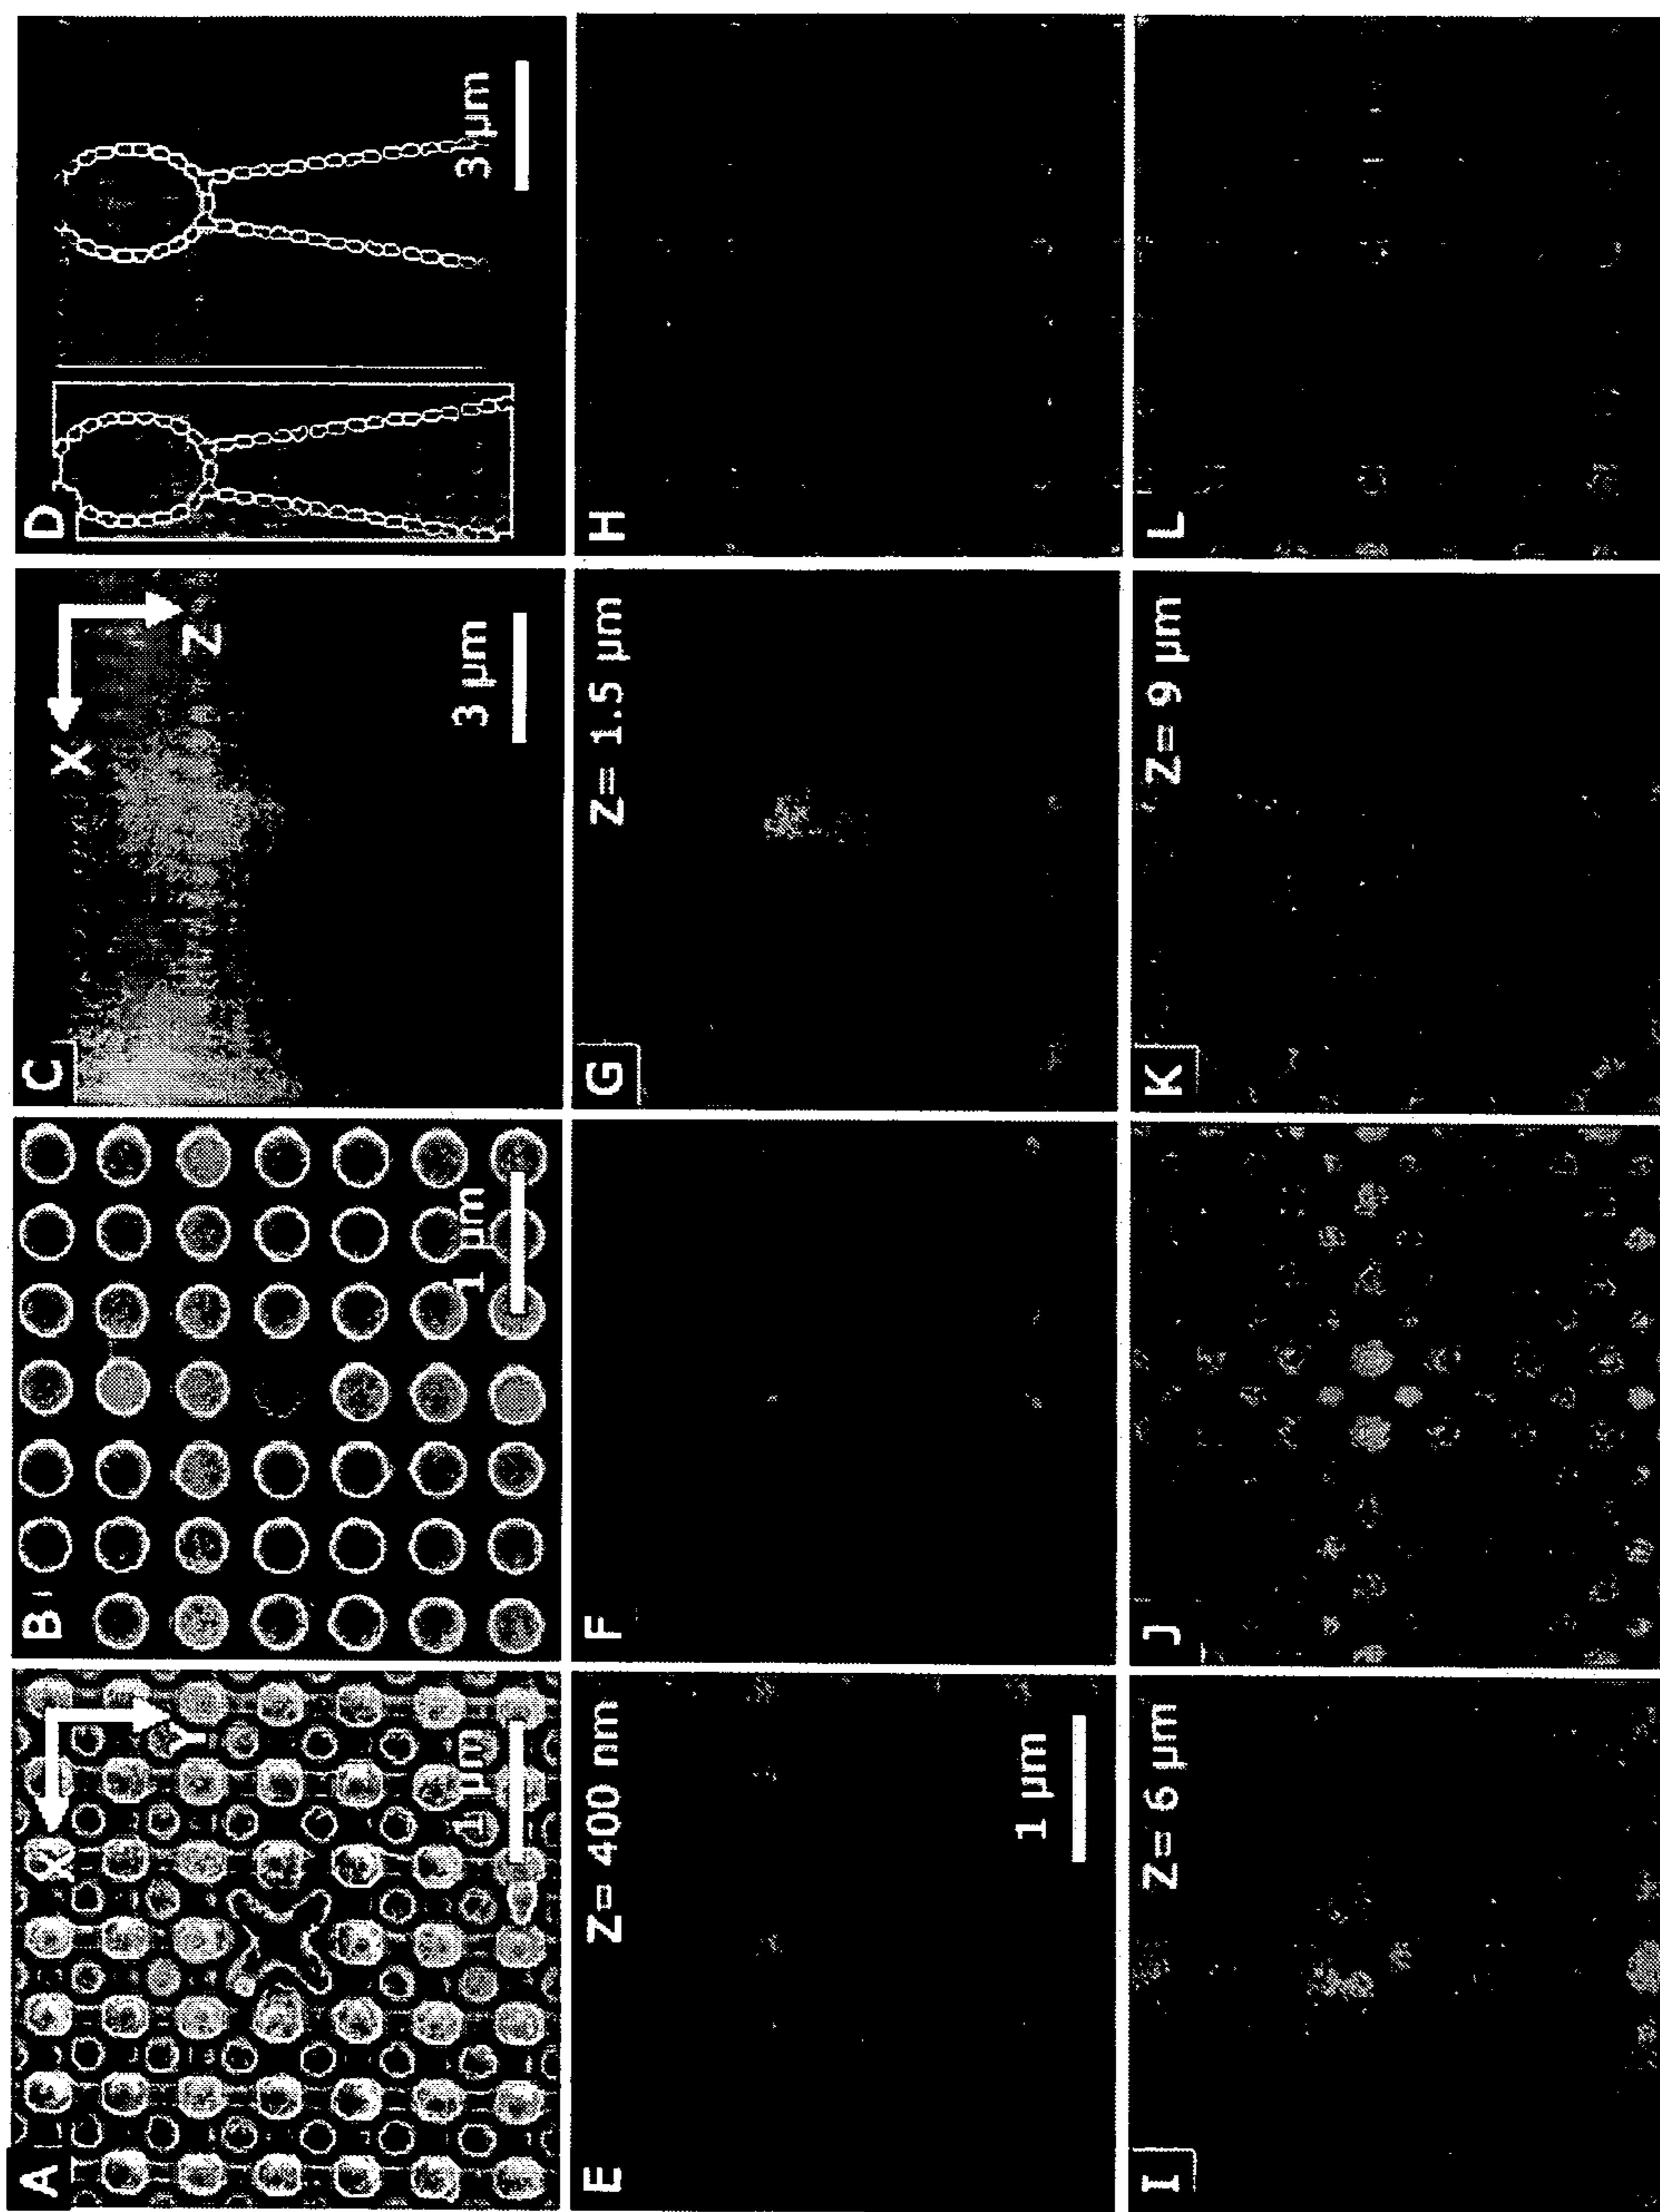 A
X
Y
1 µm
B
1 µm
C
X
Z
3 µm
D
3 µm
E
Z= 400 nm
1 µm
F
G
Z= 1.5 µm
H
I
Z= 6 µm
J
K
Z= 9 µm
L